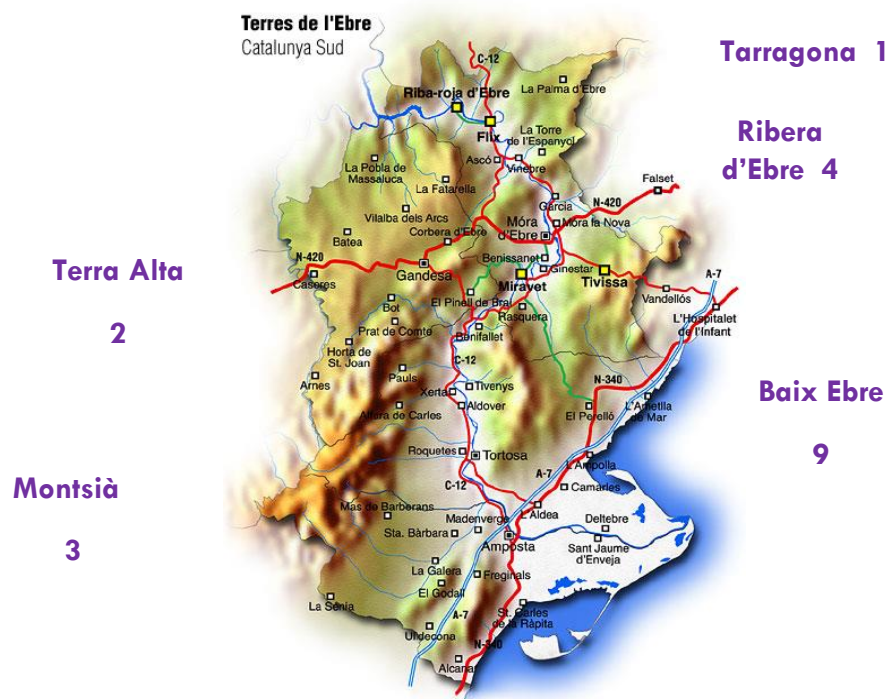 Terres de l'Ebre
Catalunya Sud
Tarragona 1
C-12
La Palma d'Ebre
Riba-roja d'Ebre
Flix
Ribera
d'Ebre 4
La Torre
de l'Espanyol
Ascó
Vinebre
La Pobla de
Massaluca
La Fatarella
Falset
N-420
Garcia
Vilalba dels Arcs
Móra
d'Ebre
Móra la Nova
Batea
Corbera d'Ebre
N-420
Benissanet
Terra Alta
Gandesa
Ginestar
A-7
Caseres
Miravet
Tivissa
Vandellós
Bot
El Pinell de Brai
Rasquera
L'Hospitalet
de l'Infant
2
Prat de Comte
Benifallet
Horta de
St. Joan
C-12
Arnes
Pauls
Xerta
Tivenys
N-340
Baix Ebre
Alfara de Carles
Aldover
El Perelló
L'Ametlla
de Mar
Roquetes
Tortosa
9
L'Ampolla
A-7
Montsià
C-12
Camarles
Mas de Barberans
L'Aldea
Madenverge
Deltebre
Sta. Bàrbara
Amposta
Sant Jaume
d'Enveja
3
La Galera
Freginals
El Godall
La Sénia
A-7
St. Carles
de la Ràpita
Ulldecona
N-340
Alcanar